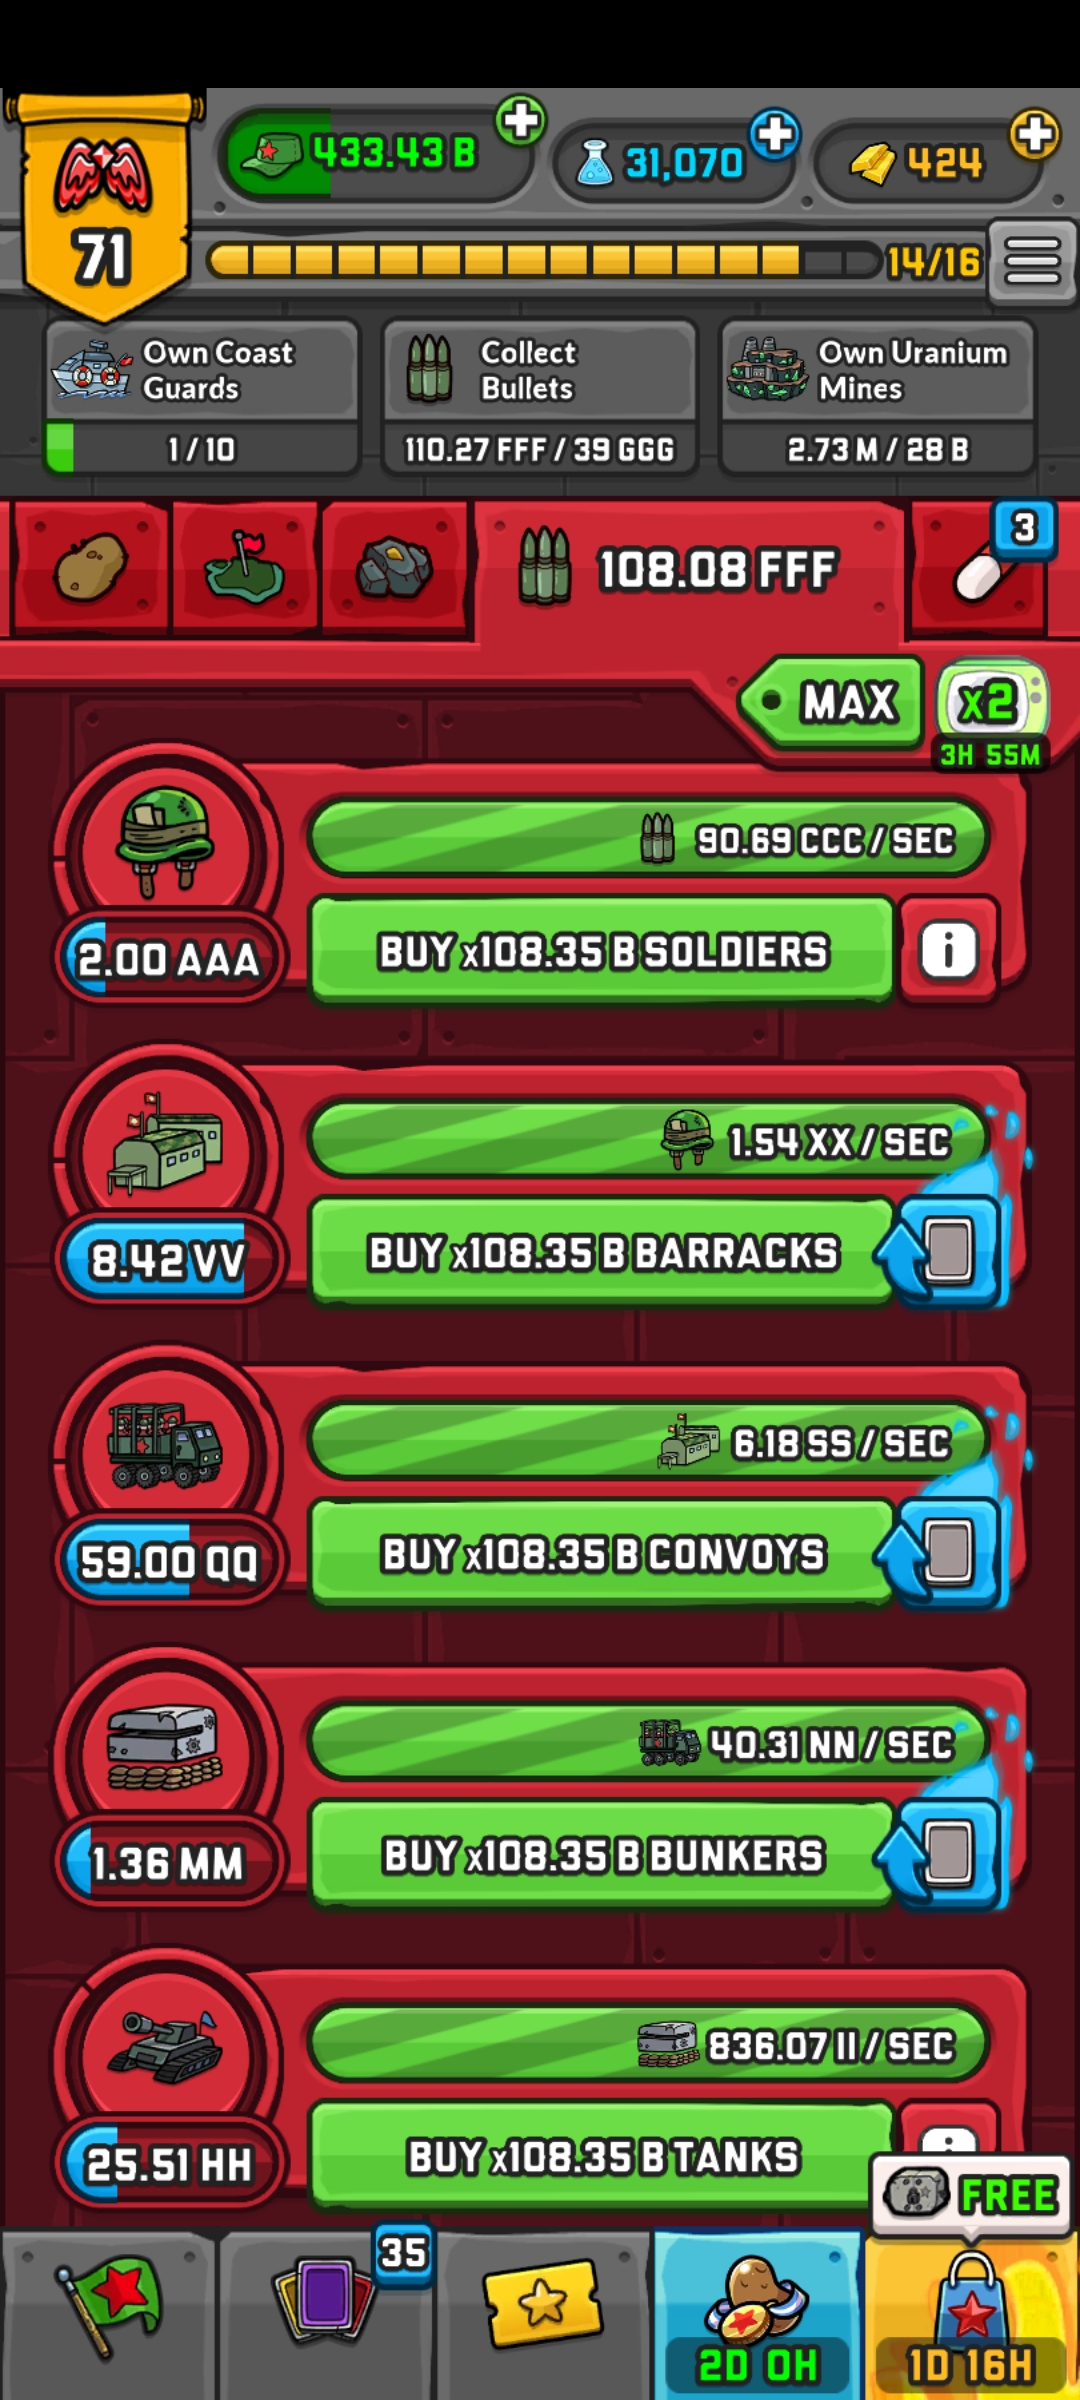 433.43 B
31,070
424
71
14/16
Own Coast
Guards
1/10
Collect
Bullets
110.27 FFF/39 GGG
Own Uranium
Mines
2.73 M/28 B
108.08 FFF
3
MAX
x2
3H 55M
90.69 CCC/SEC
2.00 AAA
BUY x108.35 B SOLDIERS
i
1.54 XX/SEC
8.42 VV
BUY x108.35 B BARRACKS
6.18 SS/SEC
59.00 QQ
BUY x108.35 B CONVOYS
40.31 NN/SEC
1.36 MM
BUY x108.35 B BUNKERS
836.07 II/SEC
25.51 HH
BUY x108.35 B TANKS
FREE
35
2D 0H
1D 16H